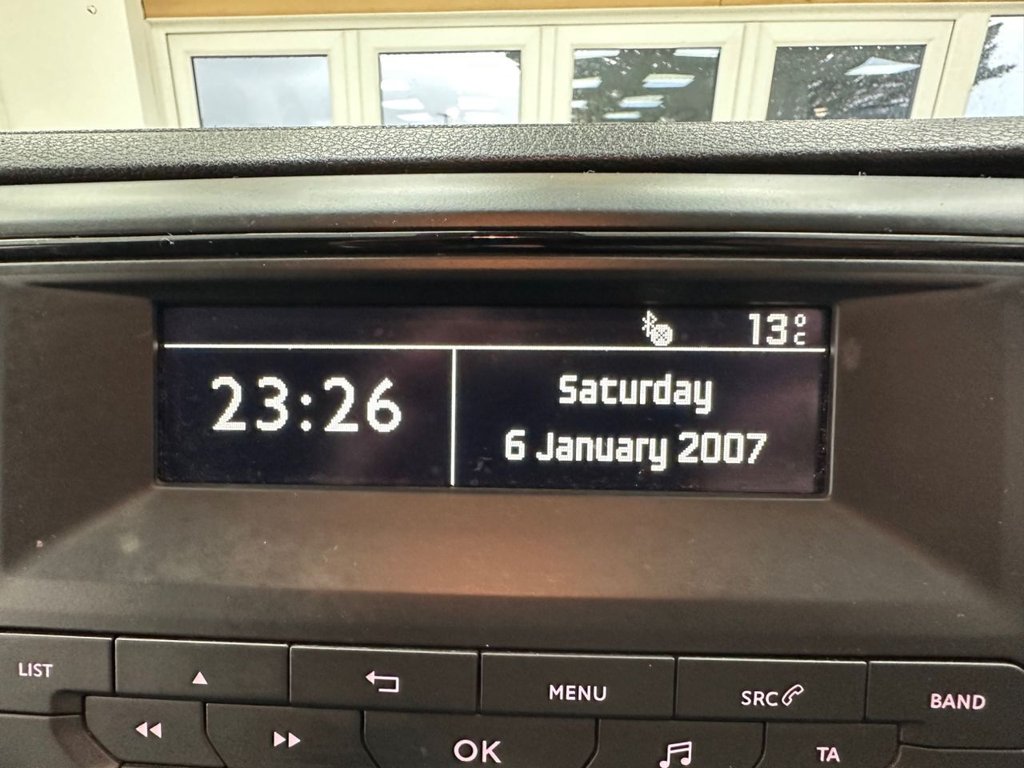 13°C
23:26
Saturday
6 January 2007
LIST
MENU
SRC
BAND
OK
TA